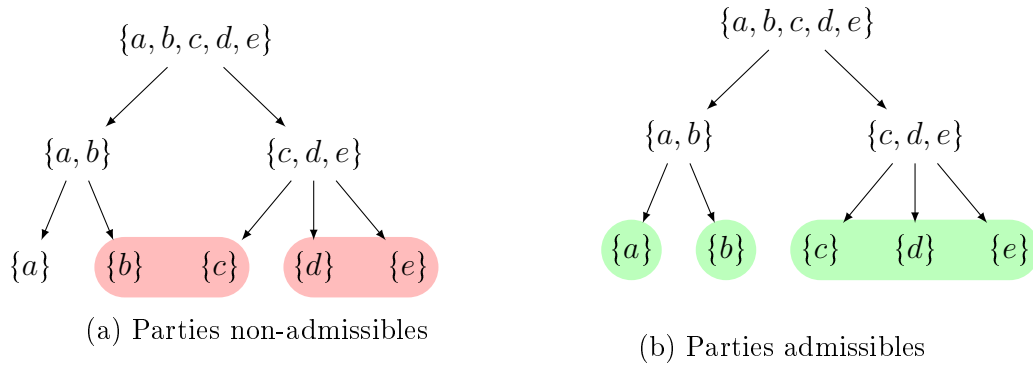 {a, b, c, d, e}
{a, b} {c, d, e}
{a} {b} {c} {d} {e}
(a) Parties non-admissibles
{a, b, c, d, e}
{a, b} {c, d, e}
{a} {b} {c} {d} {e}
(b) Parties admissibles